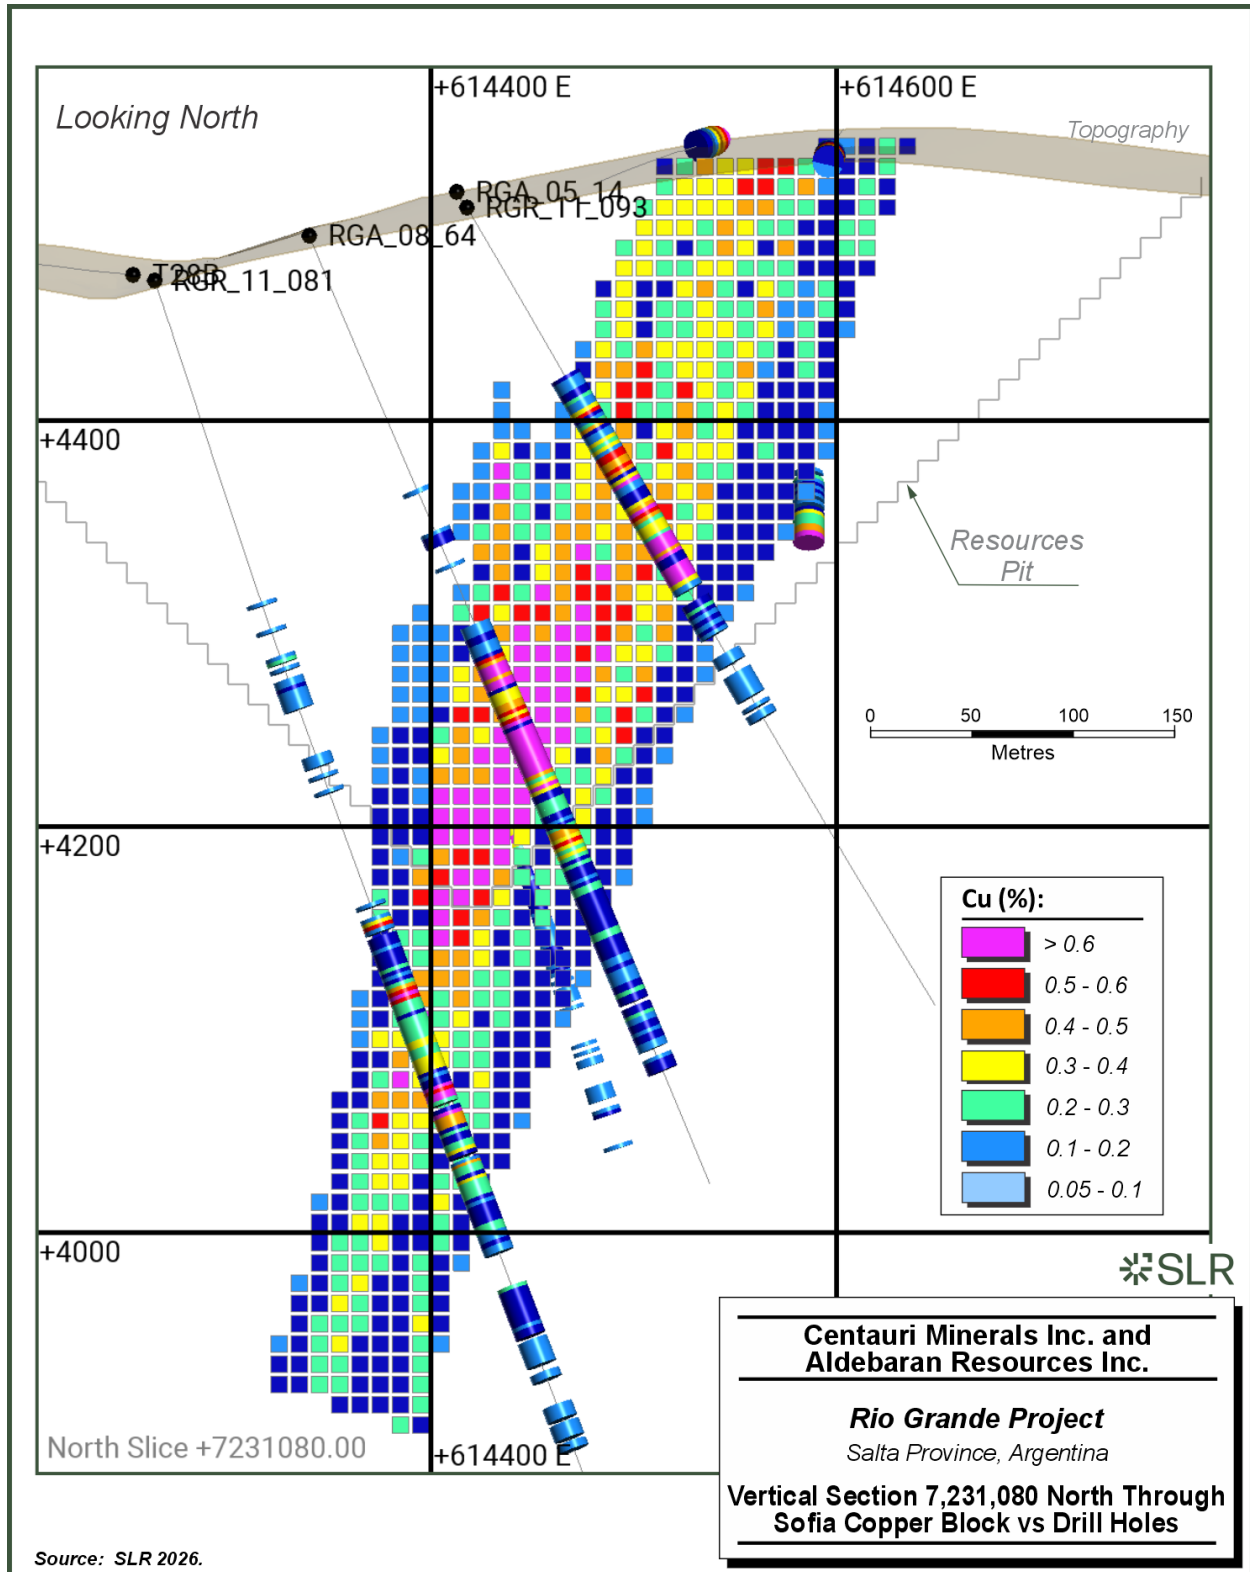 +614400 E
+614600 E
Looking North
Topography
RGA_05_14
RGR_11_093
RGA_08_64
T28B
RGR_11_081
+4400
Resources
Pit
0 50 100 150
Metres
+4200
Cu (%):
> 0.6
0.5 - 0.6
0.4 - 0.5
0.3 - 0.4
0.2 - 0.3
0.1 - 0.2
0.05 - 0.1
+4000
SLR
Centauri Minerals Inc. and
Aldebaran Resources Inc.
Rio Grande Project
Salta Province, Argentina
North Slice +7231080.00
+614400 E
Vertical Section 7,231,080 North Through
Sofia Copper Block vs Drill Holes
Source: SLR 2026.